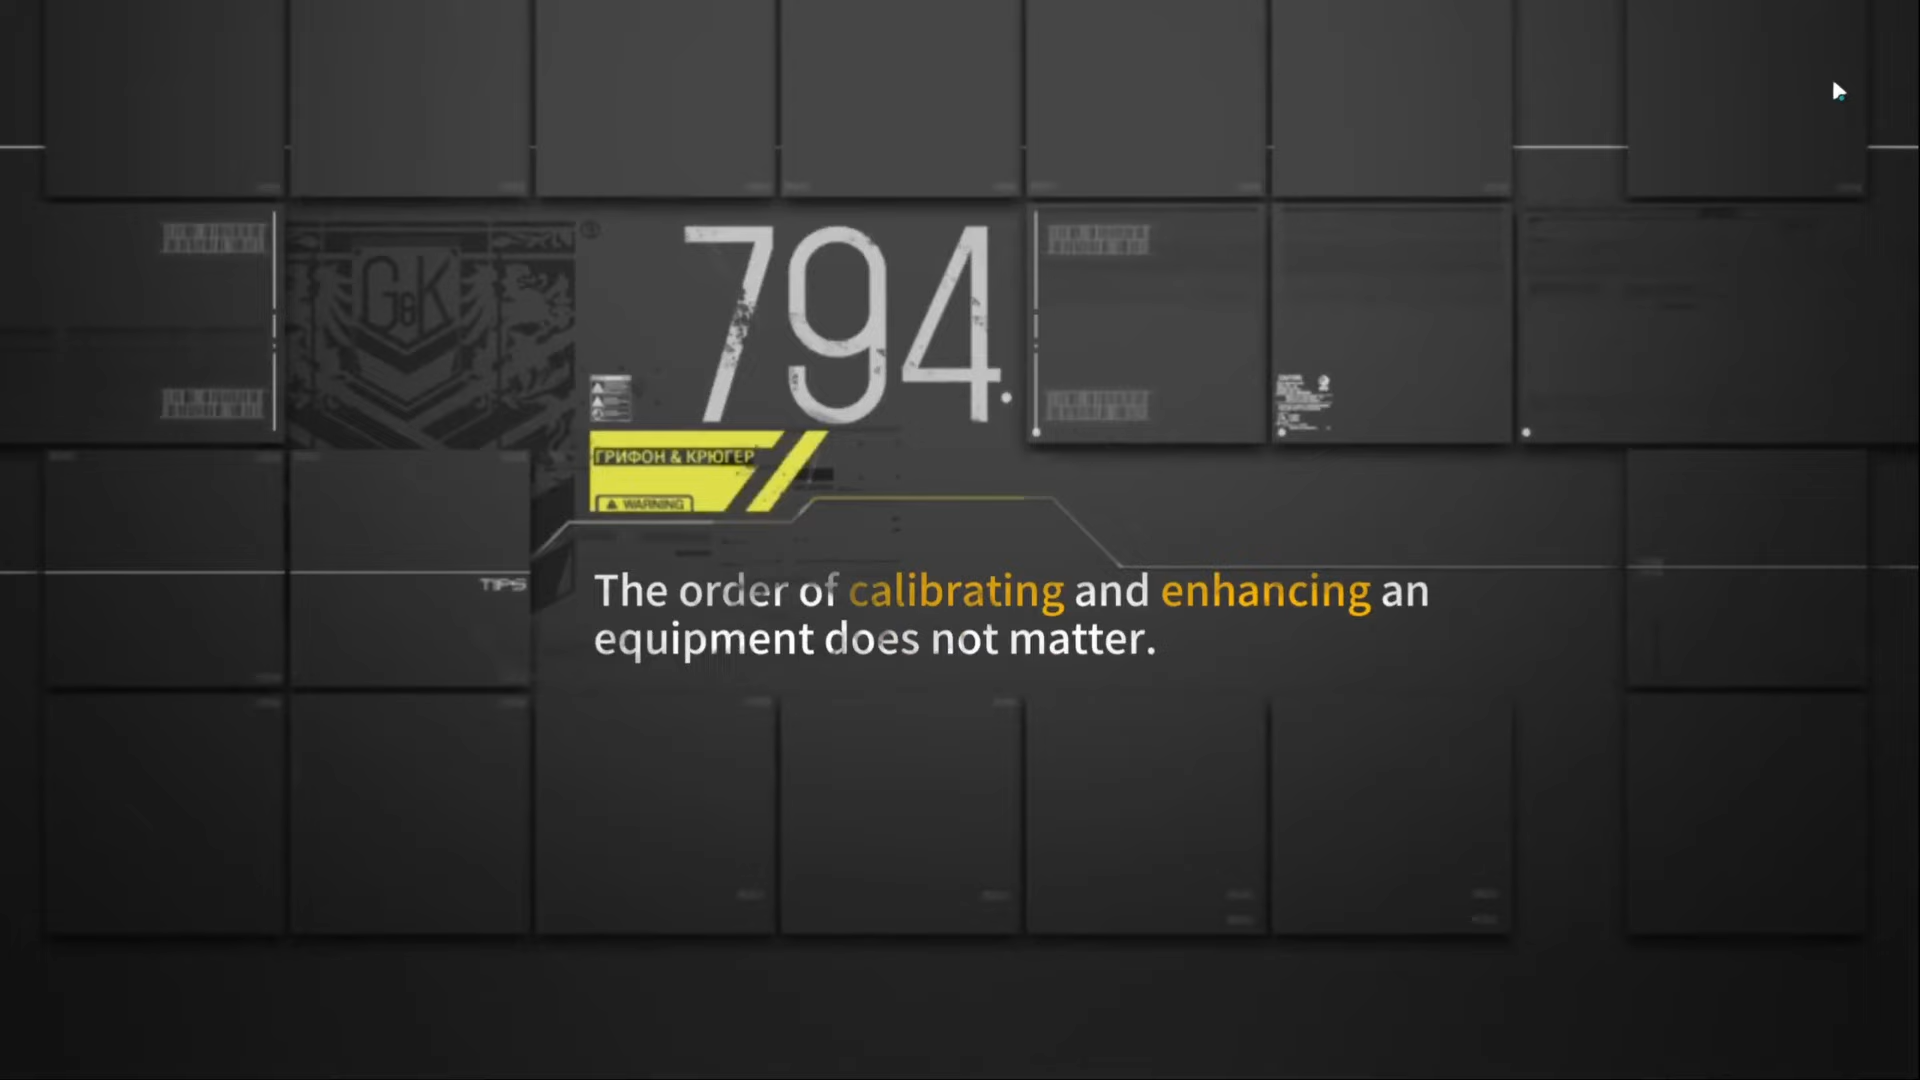 G&K
794.
ГРИФОН & КРЮГЕР
WARNING
TIPS
The order of calibrating and enhancing an
equipment does not matter.